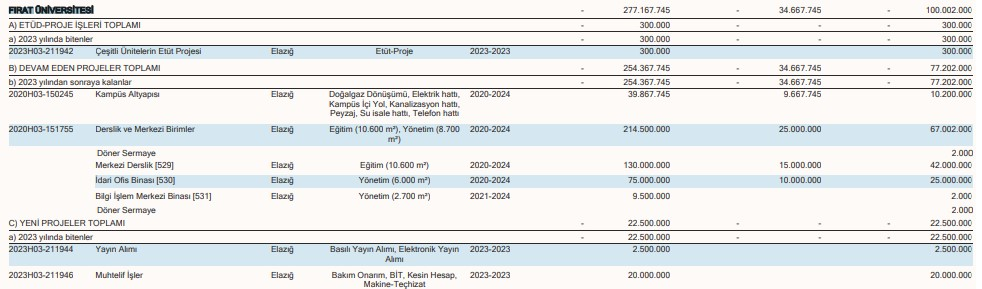 FIRAT ÜNİVERSİTESİ - 277.167.745 - 34.667.745 - 100.002.000
A) ETÜD-PROJE İŞLERİ TOPLAMI - 300.000 - - - 300.000
a) 2023 yılında bitenler - 300.000 - - - 300.000
2023H03-211942 Çeşitli Ünitelerin Etüt Projesi Elazığ Etüt-Proje 2023-2023 300.000 300.000
B) DEVAM EDEN PROJELER TOPLAMI - 254.367.745 - 34.667.745 - 77.202.000
b) 2023 yılından sonraya kalanlar - 254.367.745 - 34.667.745 - 77.202.000
2020H03-150245 Kampüs Altyapısı Elazığ Doğalgaz Dönüşümü, Elektrik hattı, 2020-2024 39.867.745 9.667.745 10.200.000
Kampüs İçi Yol, Kanalizasyon hattı,
Peyzaj, Su isale hattı, Telefon hattı
2020H03-151755 Derslik ve Merkezi Birimler Elazığ Eğitim (10.600 m²), Yönetim (8.700 2020-2024 214.500.000 25.000.000 67.002.000
m²)
Döner Sermaye 2.000
Merkezi Derslik [529] Elazığ Eğitim (10.600 m²) 2020-2024 130.000.000 15.000.000 42.000.000
İdari Ofis Binası [530] Elazığ Yönetim (6.000 m²) 2020-2024 75.000.000 10.000.000 25.000.000
Bilgi İşlem Merkezi Binası [531] Elazığ Yönetim (2.700 m²) 2021-2024 9.500.000 2.000
Döner Sermaye 2.000
C) YENİ PROJELER TOPLAMI - 22.500.000 - - - 22.500.000
a) 2023 yılında bitenler - 22.500.000 - - - 22.500.000
2023H03-211944 Yayın Alımı Elazığ Basılı Yayın Alımı, Elektronik Yayın 2023-2023 2.500.000 2.500.000
Alımı
2023H03-211946 Muhtelif İşler Elazığ Bakım Onarım, BİT, Kesin Hesap, 2023-2023 20.000.000 20.000.000
Makine-Teçhizat